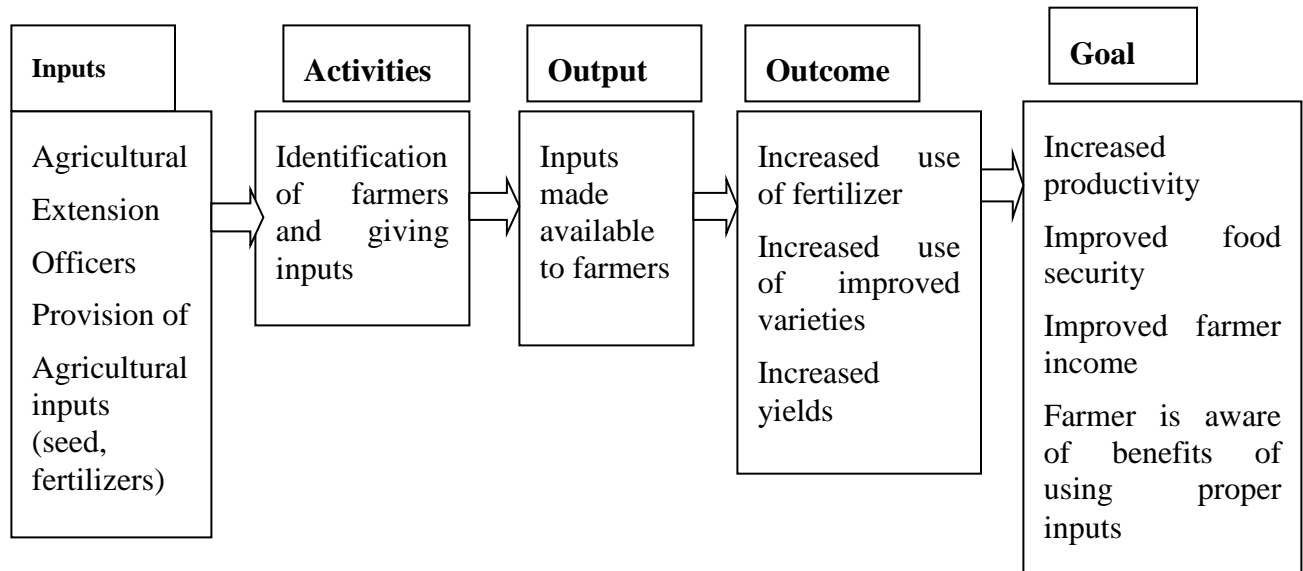 Inputs
Agricultural
Extension
Officers
Provision of
Agricultural
inputs
(seed,
fertilizers)
Activities
Identification
of farmers
and giving
inputs
Output
Inputs
made
available
to farmers
Outcome
Increased use
of fertilizer
Increased use
of improved
varieties
Increased
yields
Goal
Increased
productivity
Improved food
security
Improved farmer
income
Farmer is aware
of benefits of
using proper
inputs